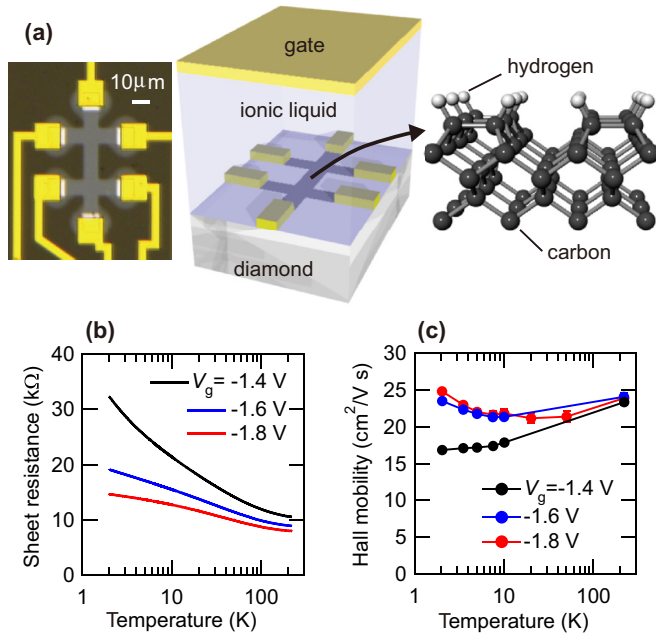 (a)
10μm
gate
ionic liquid
diamond
hydrogen
carbon
(b)
Sheet resistance (kΩ)
40
30
20
10
0
Vg= -1.4 V
-1.6 V
-1.8 V
1
10
100
Temperature (K)
(c)
Hall mobility (cm²/V s)
30
25
20
15
10
5
0
Vg=-1.4 V
-1.6 V
-1.8 V
1
10
100
Temperature (K)